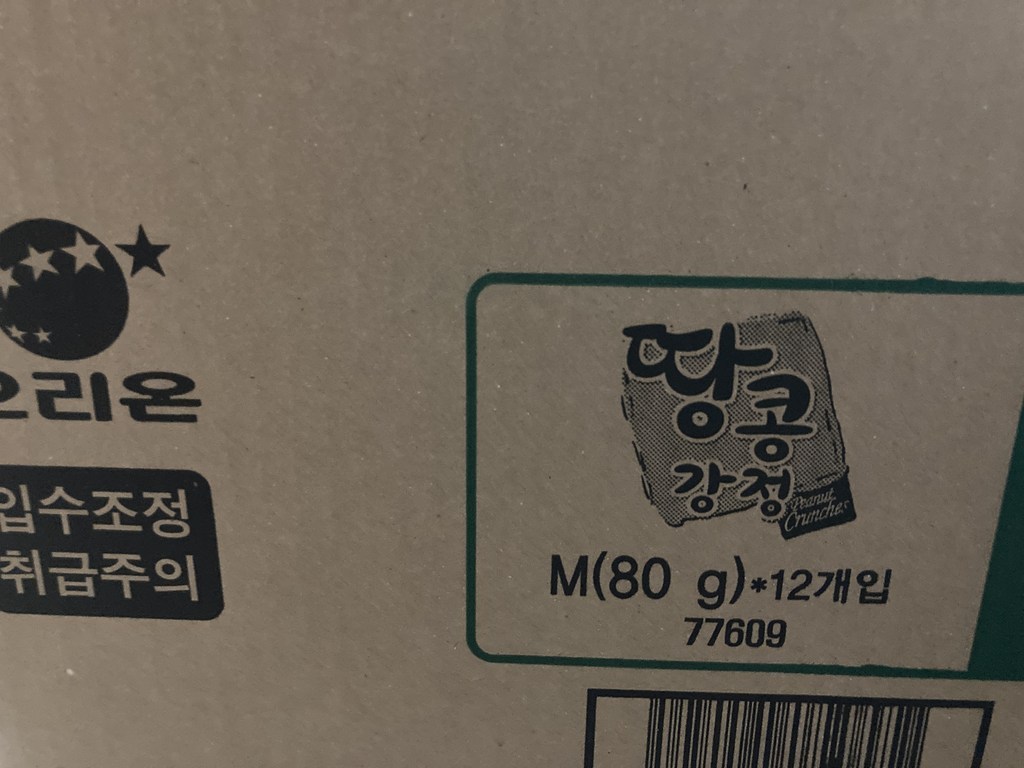 오리온
입수조정
취급주의
땅콩
강정
Peanut
Crunches
M(80 g)*12개입
77609